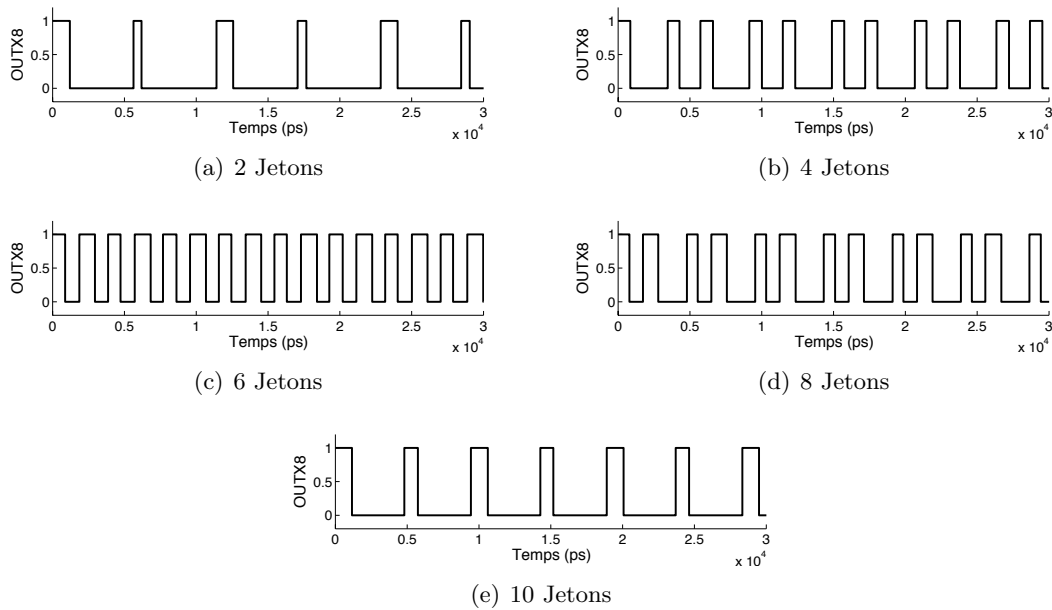 OUTX8
1
0.5
0
0 0.5 1 1.5 2 2.5 3
Temps (ps)
x 10^4
(a) 2 Jetons
OUTX8
1
0.5
0
0 0.5 1 1.5 2 2.5 3
Temps (ps)
x 10^4
(b) 4 Jetons
OUTX8
1
0.5
0
0 0.5 1 1.5 2 2.5 3
Temps (ps)
x 10^4
(c) 6 Jetons
OUTX8
1
0.5
0
0 0.5 1 1.5 2 2.5 3
Temps (ps)
x 10^4
(d) 8 Jetons
OUTX8
1
0.5
0
0 0.5 1 1.5 2 2.5 3
Temps (ps)
x 10^4
(e) 10 Jetons